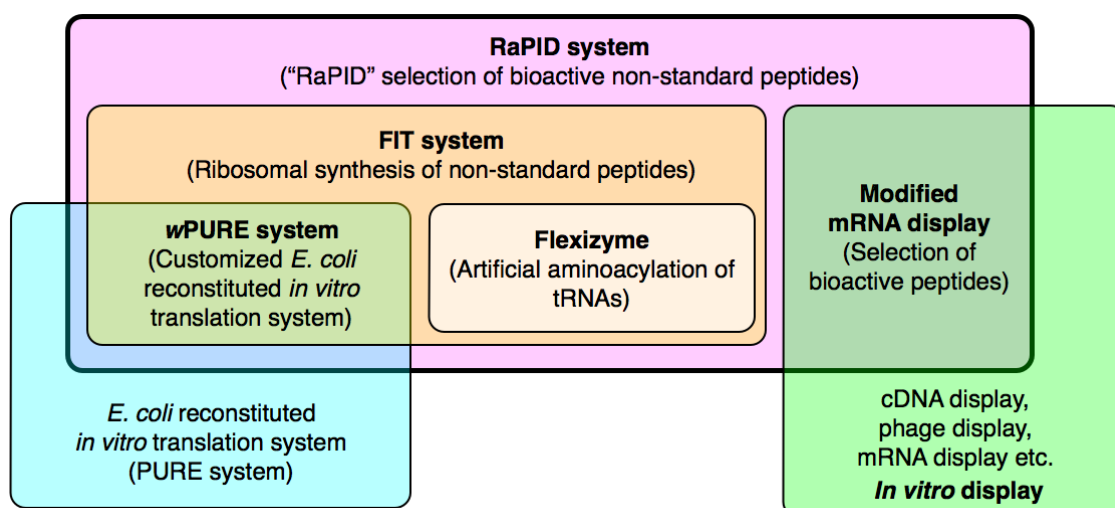 RaPID system
(“RaPID” selection of bioactive non-standard peptides)
FIT system
(Ribosomal synthesis of non-standard peptides)
wPURE system
(Customized E. coli
reconstituted in vitro
translation system)
Flexizyme
(Artificial aminoacylation of
tRNAs)
Modified
mRNA display
(Selection of
bioactive peptides)
E. coli reconstituted
in vitro translation system
(PURE system)
cDNA display,
phage display,
mRNA display etc.
In vitro display